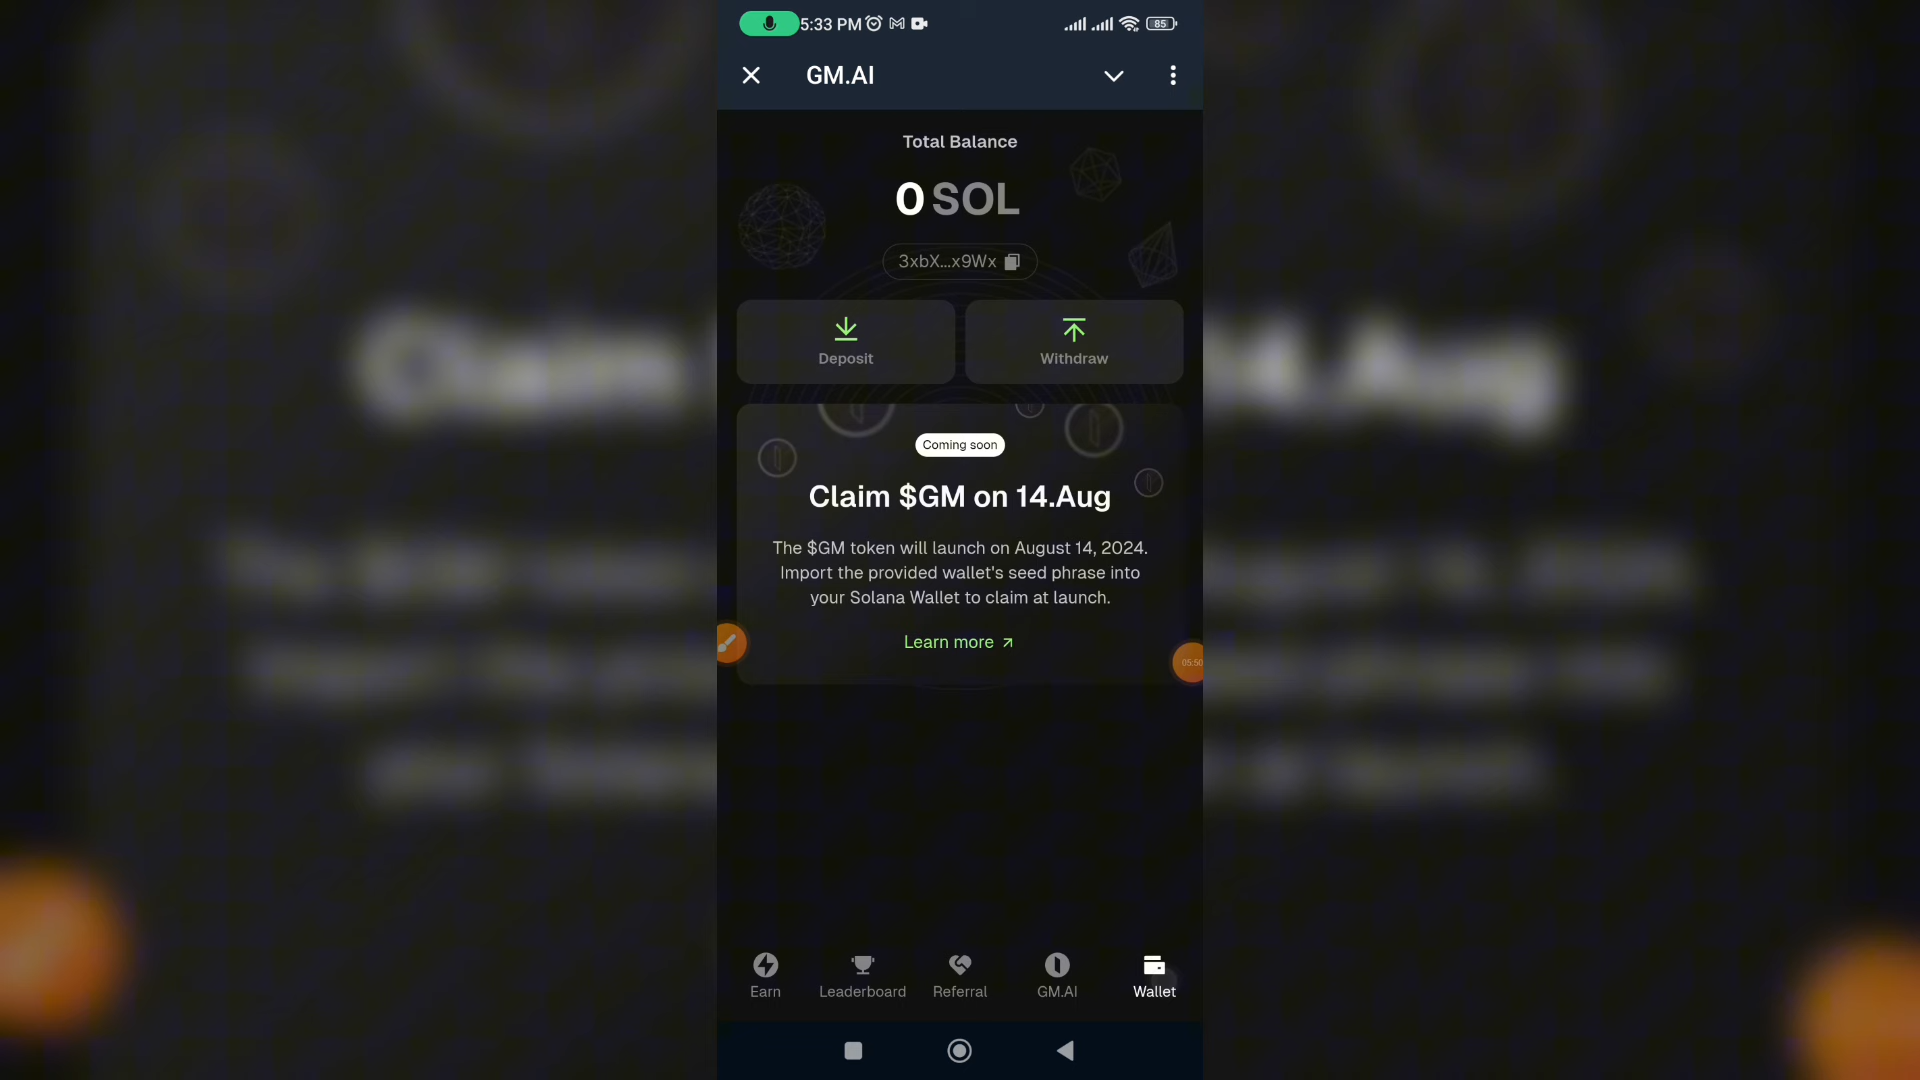 5:33 PM
85
GM.AI
Total Balance
0 SOL
3xbX...x9Wx
Deposit
Withdraw
Coming soon
Claim $GM on 14.Aug
The $GM token will launch on August 14, 2024.
Import the provided wallet's seed phrase into
your Solana Wallet to claim at launch.
Learn more
05:50
Earn
Leaderboard
Referral
GM.AI
Wallet